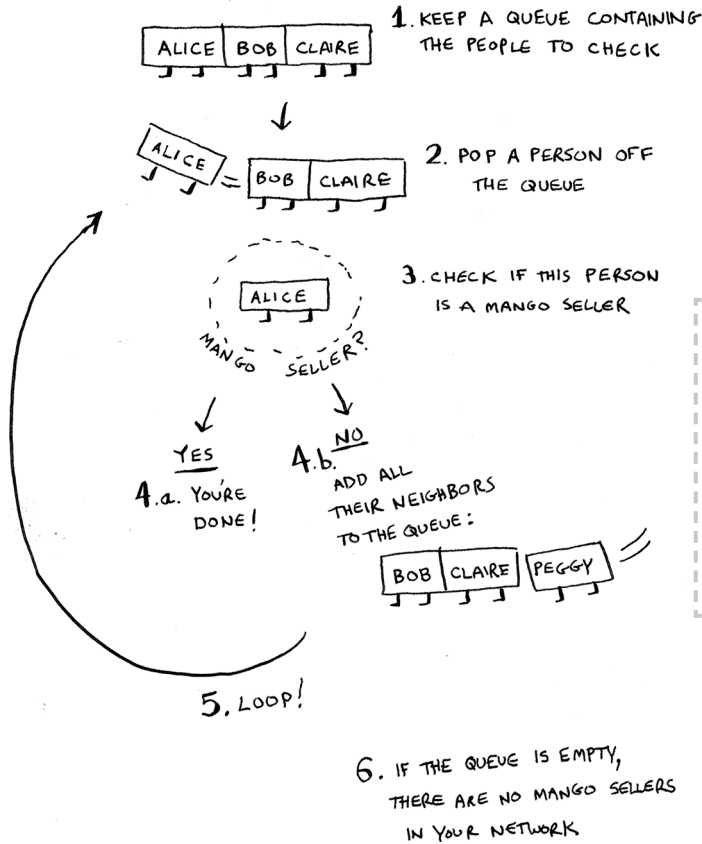 1. KEEP A QUEUE CONTAINING
THE PEOPLE TO CHECK
ALICE BOB CLAIRE
2. POP A PERSON OFF
THE QUEUE
ALICE BOB CLAIRE
3. CHECK IF THIS PERSON
IS A MANGO SELLER
ALICE
MANGO SELLER?
YES
4.a. YOU'RE
DONE!
4.b. NO
ADD ALL
THEIR NEIGHBORS
TO THE QUEUE:
BOB CLAIRE PEGGY
5. LOOP!
6. IF THE QUEUE IS EMPTY,
THERE ARE NO MANGO SELLERS
IN YOUR NETWORK